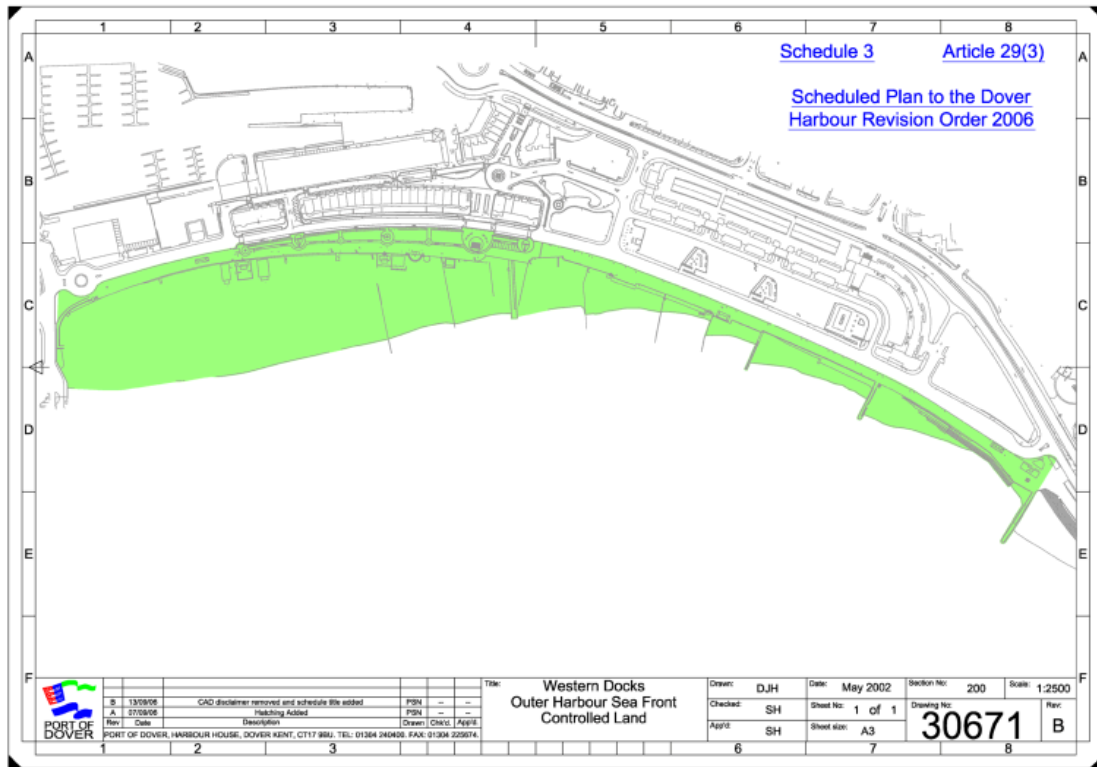 1 2 3 4 5 6 7 8
A A
Schedule 3 Article 29(3)
Scheduled Plan to the Dover
Harbour Revision Order 2006
B B
C C
D D
E E
F F
PORT OF
DOVER
B 13/09/06 CAD disclaimer removed and schedule title added PSN -- --
A 07/09/06 Hatching Added PSN -- --
Rev Date Description Drawn Chk'd. App'd.
PORT OF DOVER, HARBOUR HOUSE, DOVER KENT, CT17 9BU. TEL: 01304 240400. FAX: 01304 225674.
Title:
Western Docks
Outer Harbour Sea Front
Controlled Land
Drawn: DJH
Checked: SH
App'd: SH
Date: May 2002
Sheet No: 1 of 1
Sheet size: A3
Section No: 200
Scale: 1:2500
Drawing No:
30671
Rev:
B
2 3 6 7 8